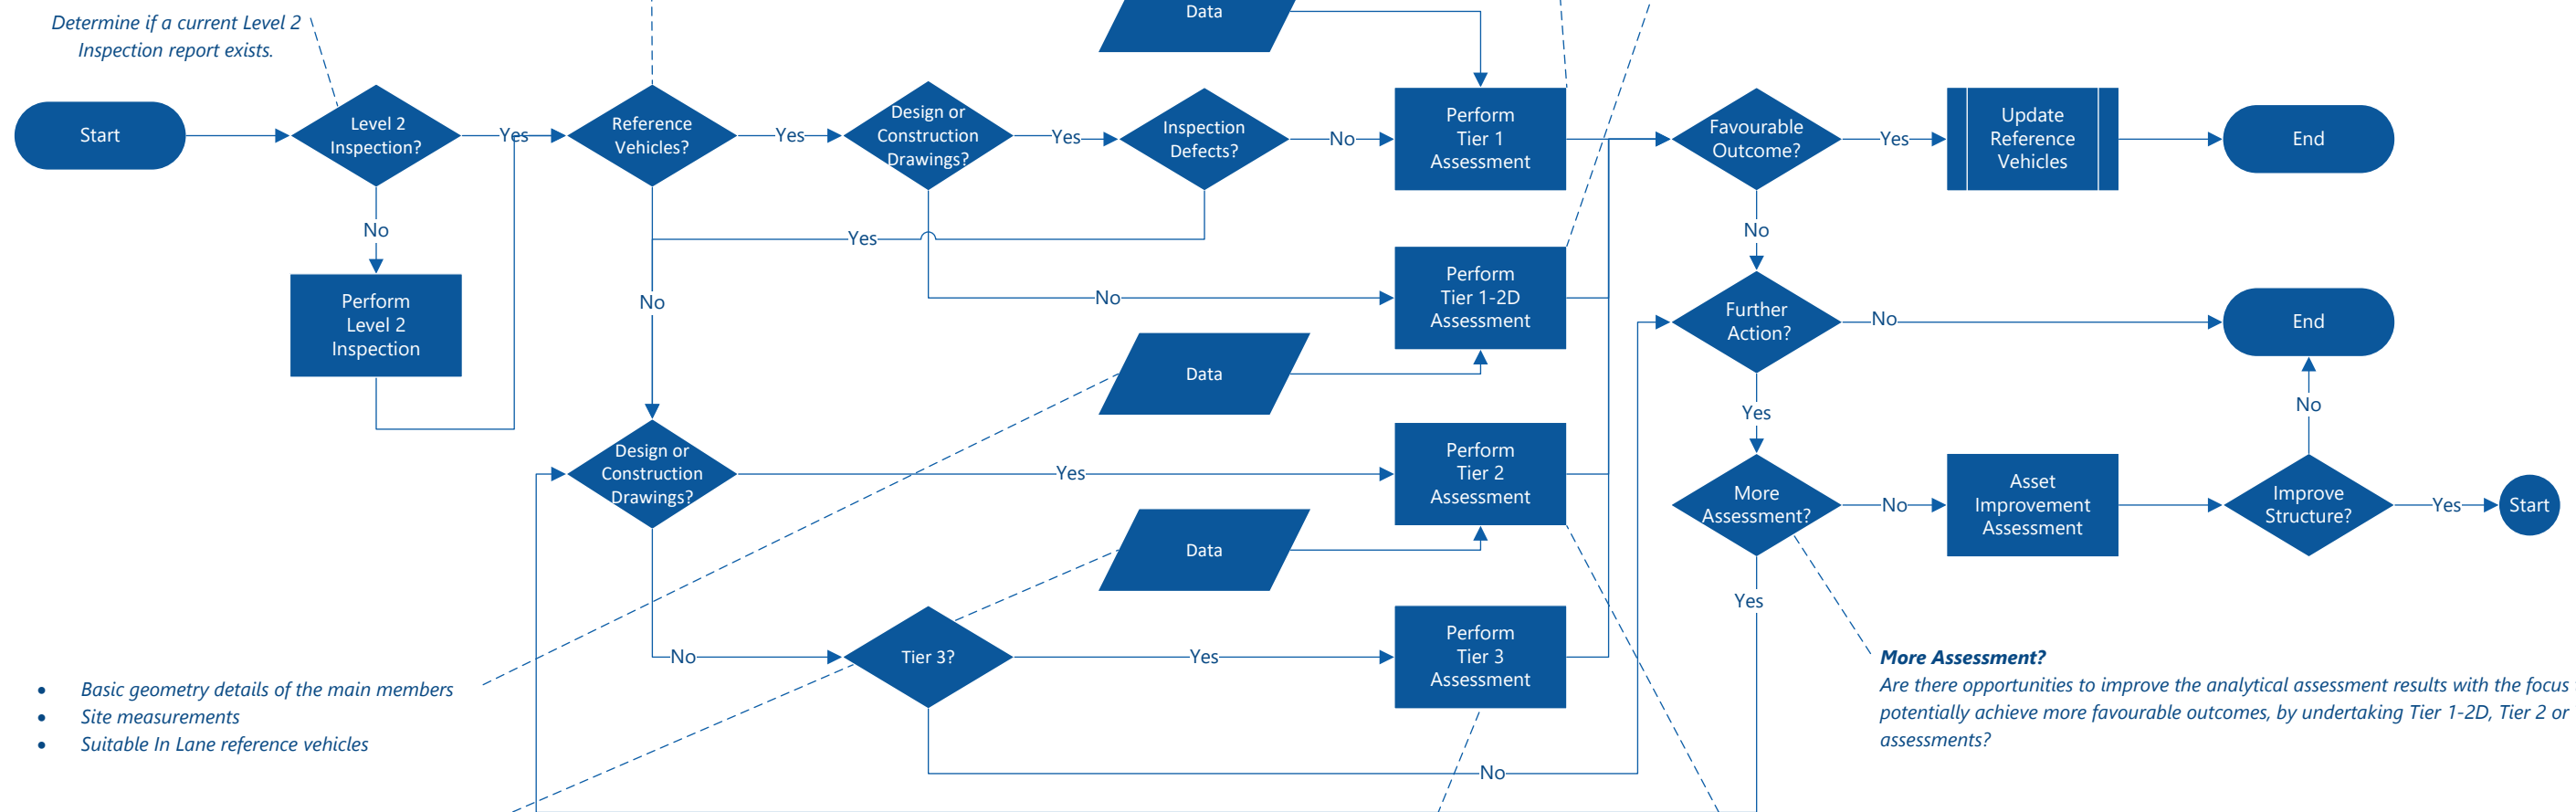 Determine if a current Level 2
Inspection report exists.
Data
Start
Level 2
Inspection?
Yes
Reference
Vehicles?
Yes
Design or
Construction
Drawings?
Yes
Inspection
Defects?
No
Perform
Tier 1
Assessment
Favourable
Outcome?
Yes
Update
Reference
Vehicles
End
No
Yes
No
Perform
Level 2
Inspection
No
No
Perform
Tier 1-2D
Assessment
Further
Action?
No
End
Data
Yes
No
Design or
Construction
Drawings?
Yes
Perform
Tier 2
Assessment
More
Assessment?
No
Asset
Improvement
Assessment
Improve
Structure?
Yes
Start
Data
Yes
No
Tier 3?
Yes
Perform
Tier 3
Assessment
No
• Basic geometry details of the main members
• Site measurements
• Suitable In Lane reference vehicles
More Assessment?
Are there opportunities to improve the analytical assessment results with the focus
potentially achieve more favourable outcomes, by undertaking Tier 1-2D, Tier 2 or
assessments?